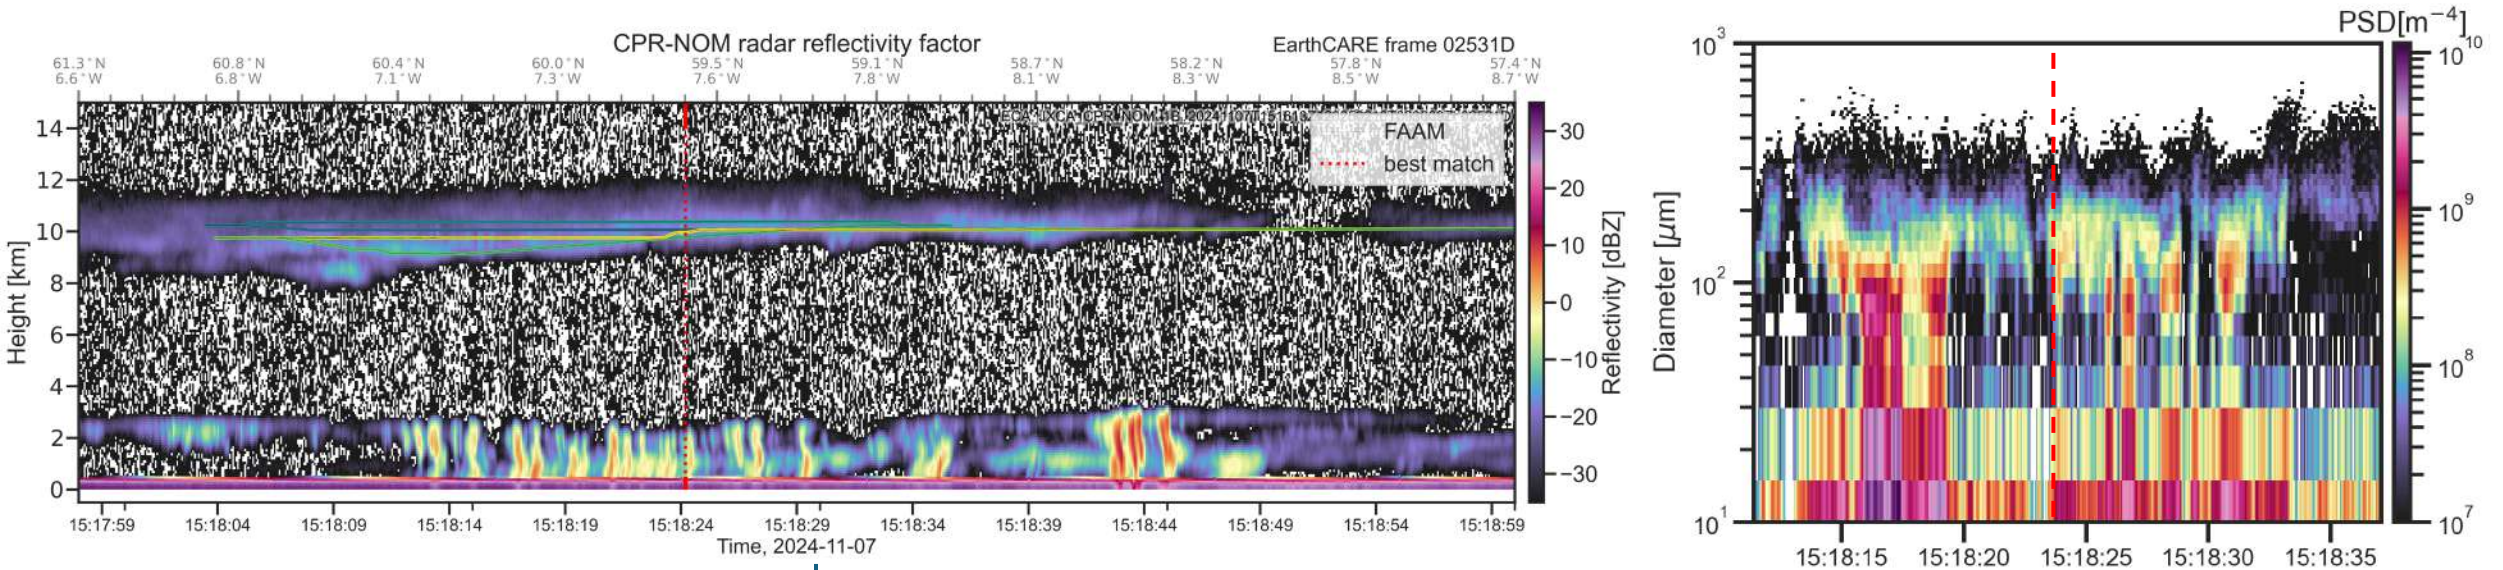 CPR-NOM radar reflectivity factor
EarthCARE frame 02531D
61.3°N 60.8°N 60.4°N 60.0°N 59.5°N 59.1°N 58.7°N 58.2°N 57.8°N 57.4°N
6.6°W 6.8°W 7.1°W 7.3°W 7.6°W 7.8°W 8.1°W 8.3°W 8.5°W 8.7°W
FAAM
best match
Height [km]
14
12
10
8
6
4
2
0
15:17:59 15:18:04 15:18:09 15:18:14 15:18:19 15:18:24 15:18:29 15:18:34 15:18:39 15:18:44 15:18:49 15:18:54 15:18:59
Time, 2024-11-07
30
20
10
0
−10
−20
−30
Reflectivity [dBZ]
PSD[m⁻⁴]
Diameter [μm]
10³
10²
10¹
15:18:15 15:18:20 15:18:25 15:18:30 15:18:35
10¹⁰
10⁹
10⁸
10⁷